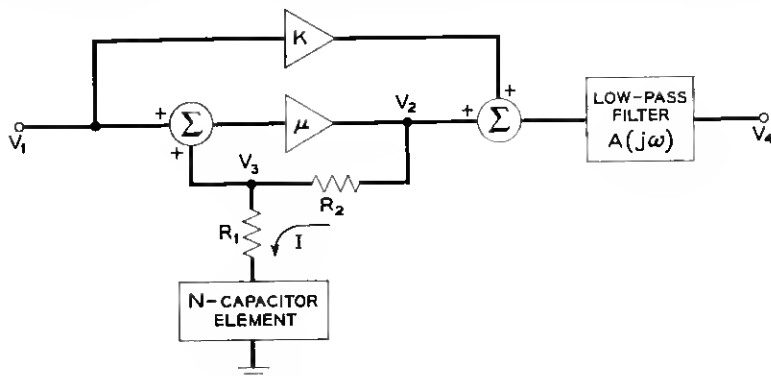 K
V₁
+
+
Σ
μ
V₂
+
+
Σ
LOW-PASS
FILTER
A(jω)
V₄
V₃
R₂
R₁
I
N-CAPACITOR
ELEMENT